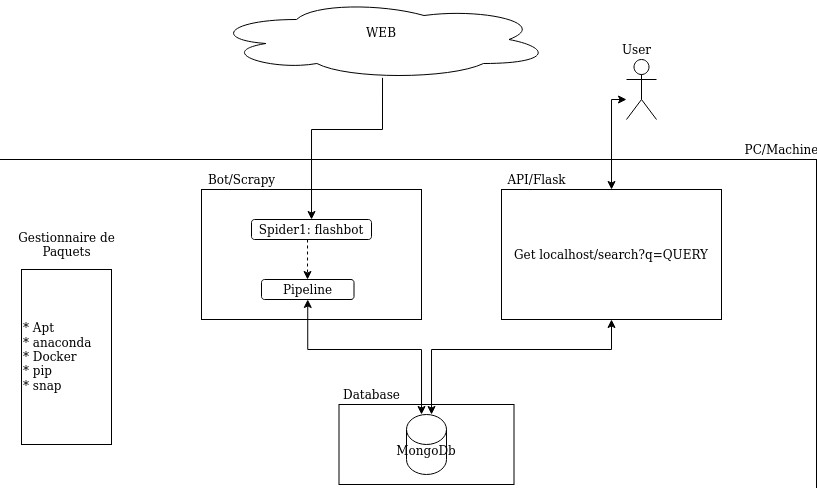 WEB
User
PC/Machine
Bot/Scrapy
API/Flask
Spider1: flashbot
Gestionnaire de
Paquets
Get localhost/search?q=QUERY
Pipeline
* Apt
* anaconda
* Docker
* pip
* snap
Database
MongoDb